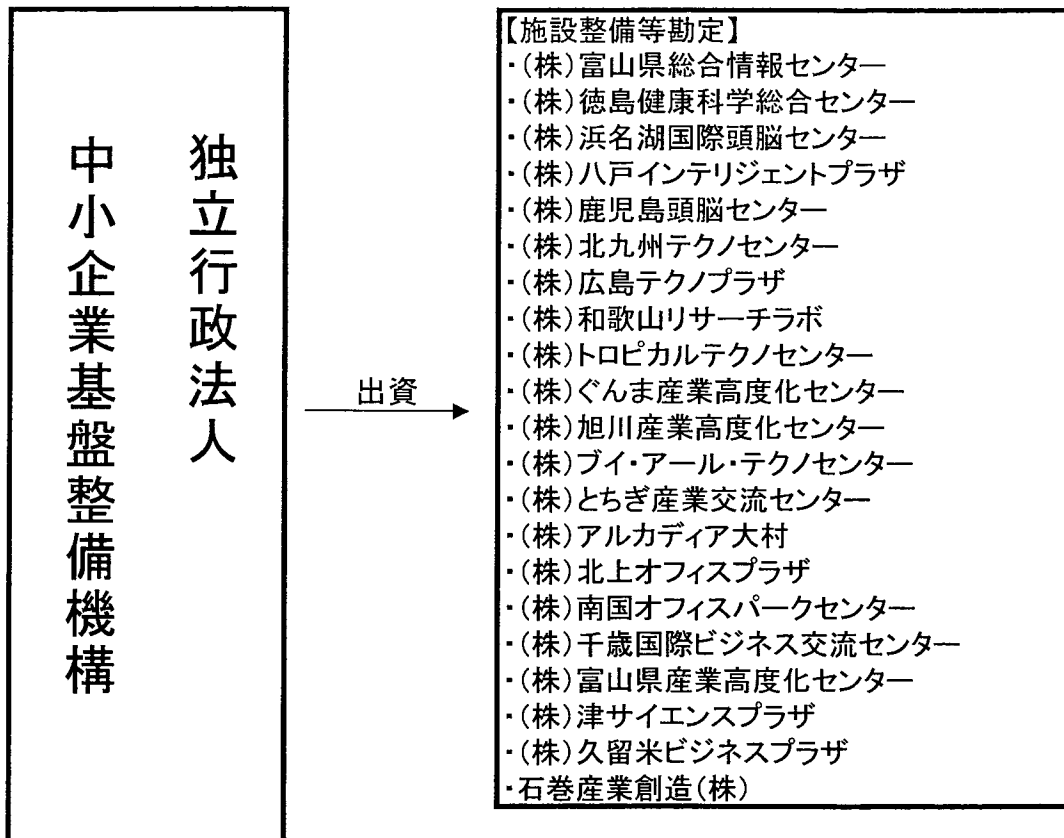 独立行政法人
中小企業基盤整備機構
出資
【施設整備等勘定】
・(株)富山県総合情報センター
・(株)徳島健康科学総合センター
・(株)浜名湖国際頭脳センター
・(株)八戸インテリジェントプラザ
・(株)鹿児島頭脳センター
・(株)北九州テクノセンター
・(株)広島テクノプラザ
・(株)和歌山リサーチラボ
・(株)トロピカルテクノセンター
・(株)ぐんま産業高度化センター
・(株)旭川産業高度化センター
・(株)ブイ・アール・テクノセンター
・(株)とちぎ産業交流センター
・(株)アルカディア大村
・(株)北上オフィスプラザ
・(株)南国オフィスパークセンター
・(株)千歳国際ビジネス交流センター
・(株)富山県産業高度化センター
・(株)津サイエンスプラザ
・(株)久留米ビジネスプラザ
・石巻産業創造(株)